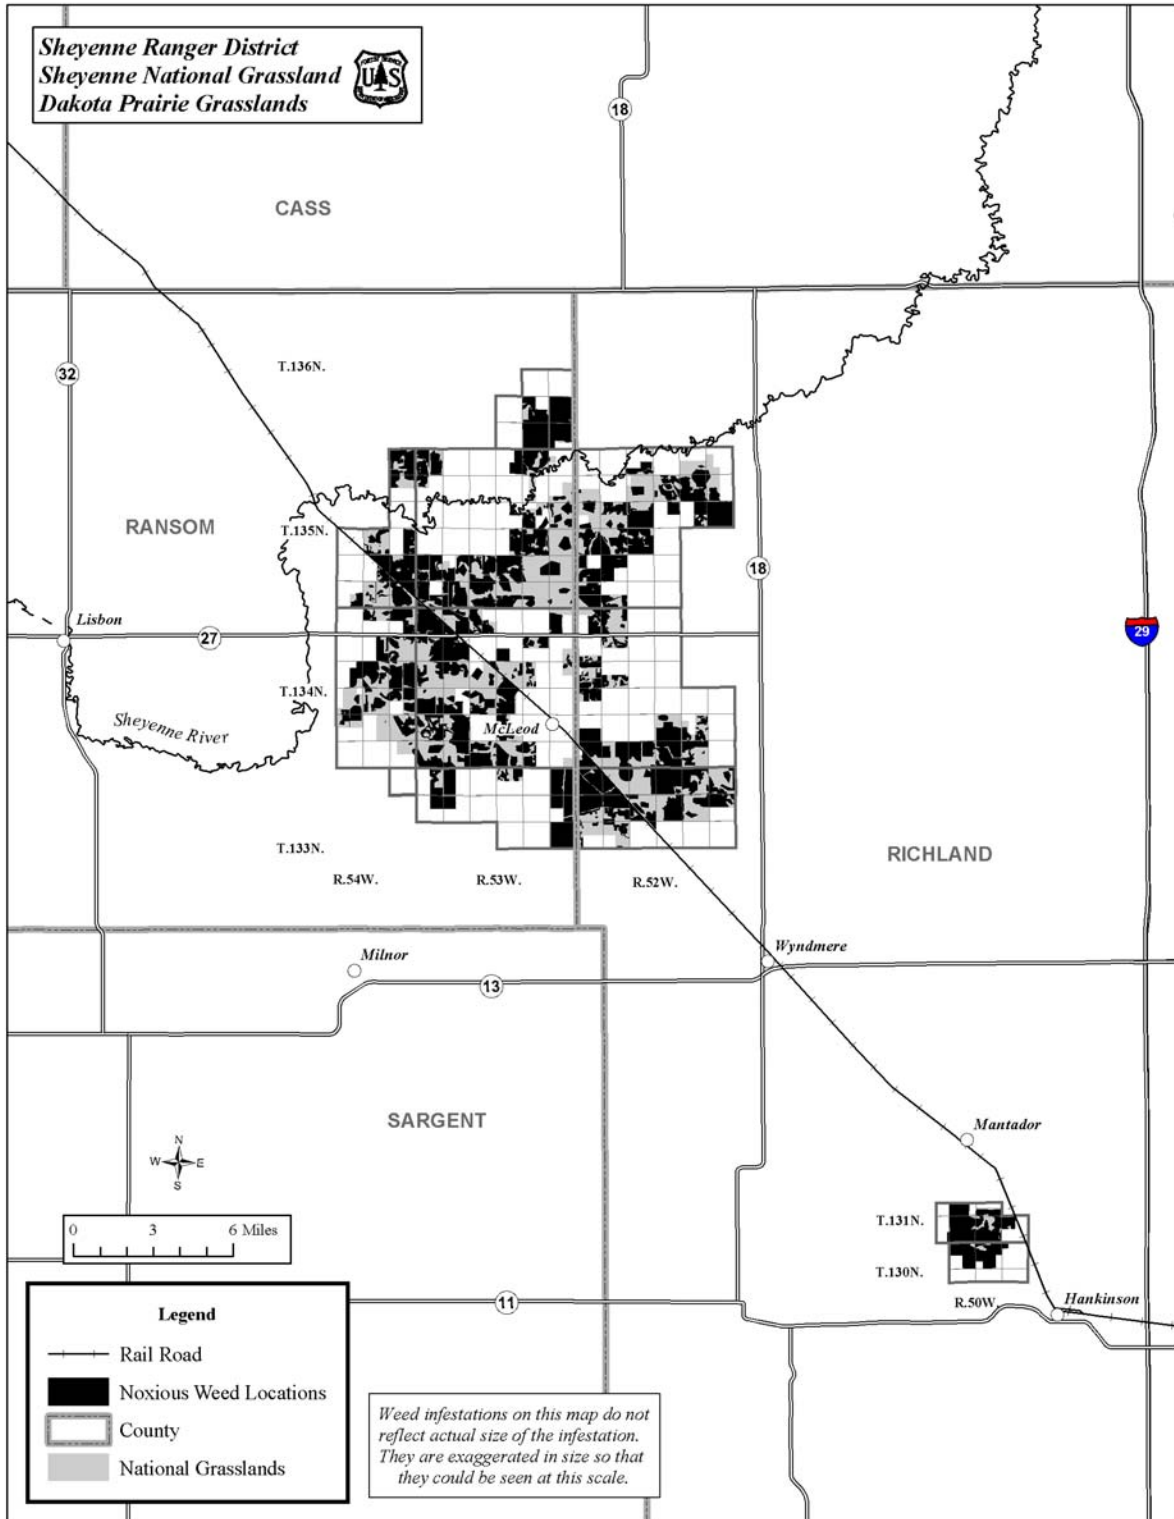 Sheyenne Ranger District
Sheyenne National Grassland
Dakota Prairie Grasslands
U S
18
CASS
T.136N.
32
RANSOM
T.135N.
18
Lisbon
27
29
T.134N.
Sheyenne River
McLeod
T.133N.
RICHLAND
R.54W.
R.53W.
R.52W.
Wyndmere
Milnor
13
SARGENT
Mantador
N
W E
S
T.131N.
0 3 6 Miles
T.130N.
R.50W.
Hankinson
11
Legend
Rail Road
Noxious Weed Locations
County
National Grasslands
Weed infestations on this map do not
reflect actual size of the infestation.
They are exaggerated in size so that
they could be seen at this scale.